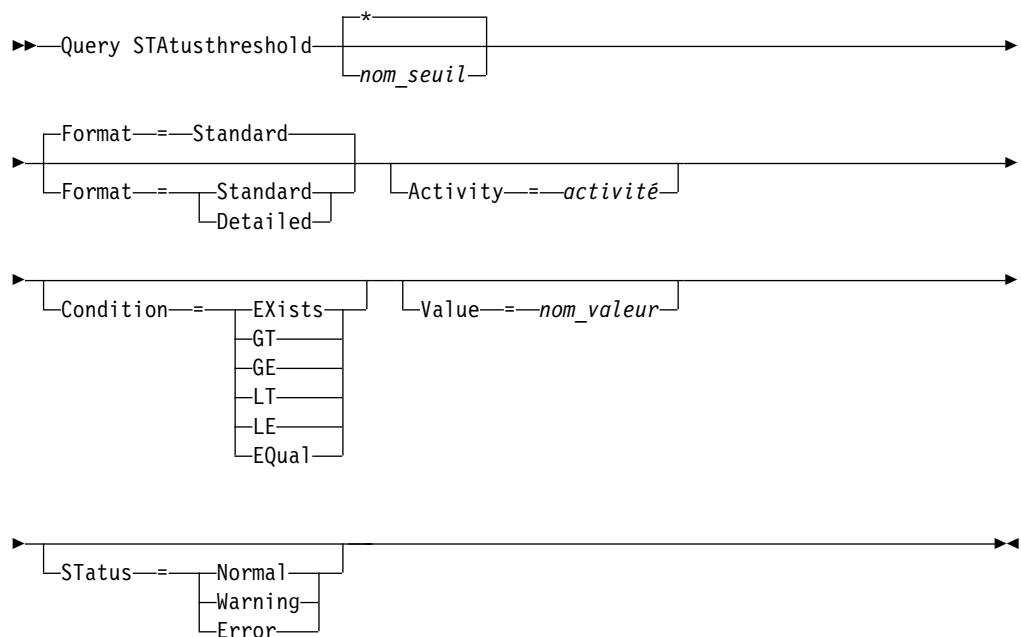 *
Query STAtusthreshold
nom_seuil
Format = Standard
Format = Standard
Detailed
Activity = activité
Condition = EXists
GT
GE
LT
LE
EQual
Value = nom_valeur
STatus = Normal
Warning
Error